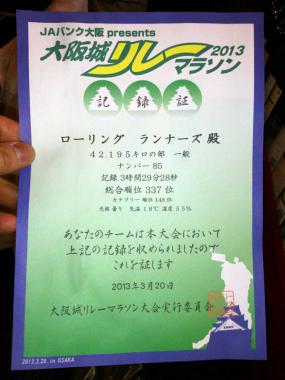 JAバンク大阪 presents
大阪城リレーマラソン2013
記録証
ローリング ランナーズ 殿
42.195キロの部 一般
ナンバー 85
記録 3時間29分28秒
総合順位 337 位
カテゴリー 順位 148 位
天候 曇り 気温 18℃ 湿度 55%
あなたのチームは本大会において
上記の記録を収められましたので
これを証します
2013年3月20日
大阪城リレーマラソン大会実行委員会
2013.3.20. in OSAKA